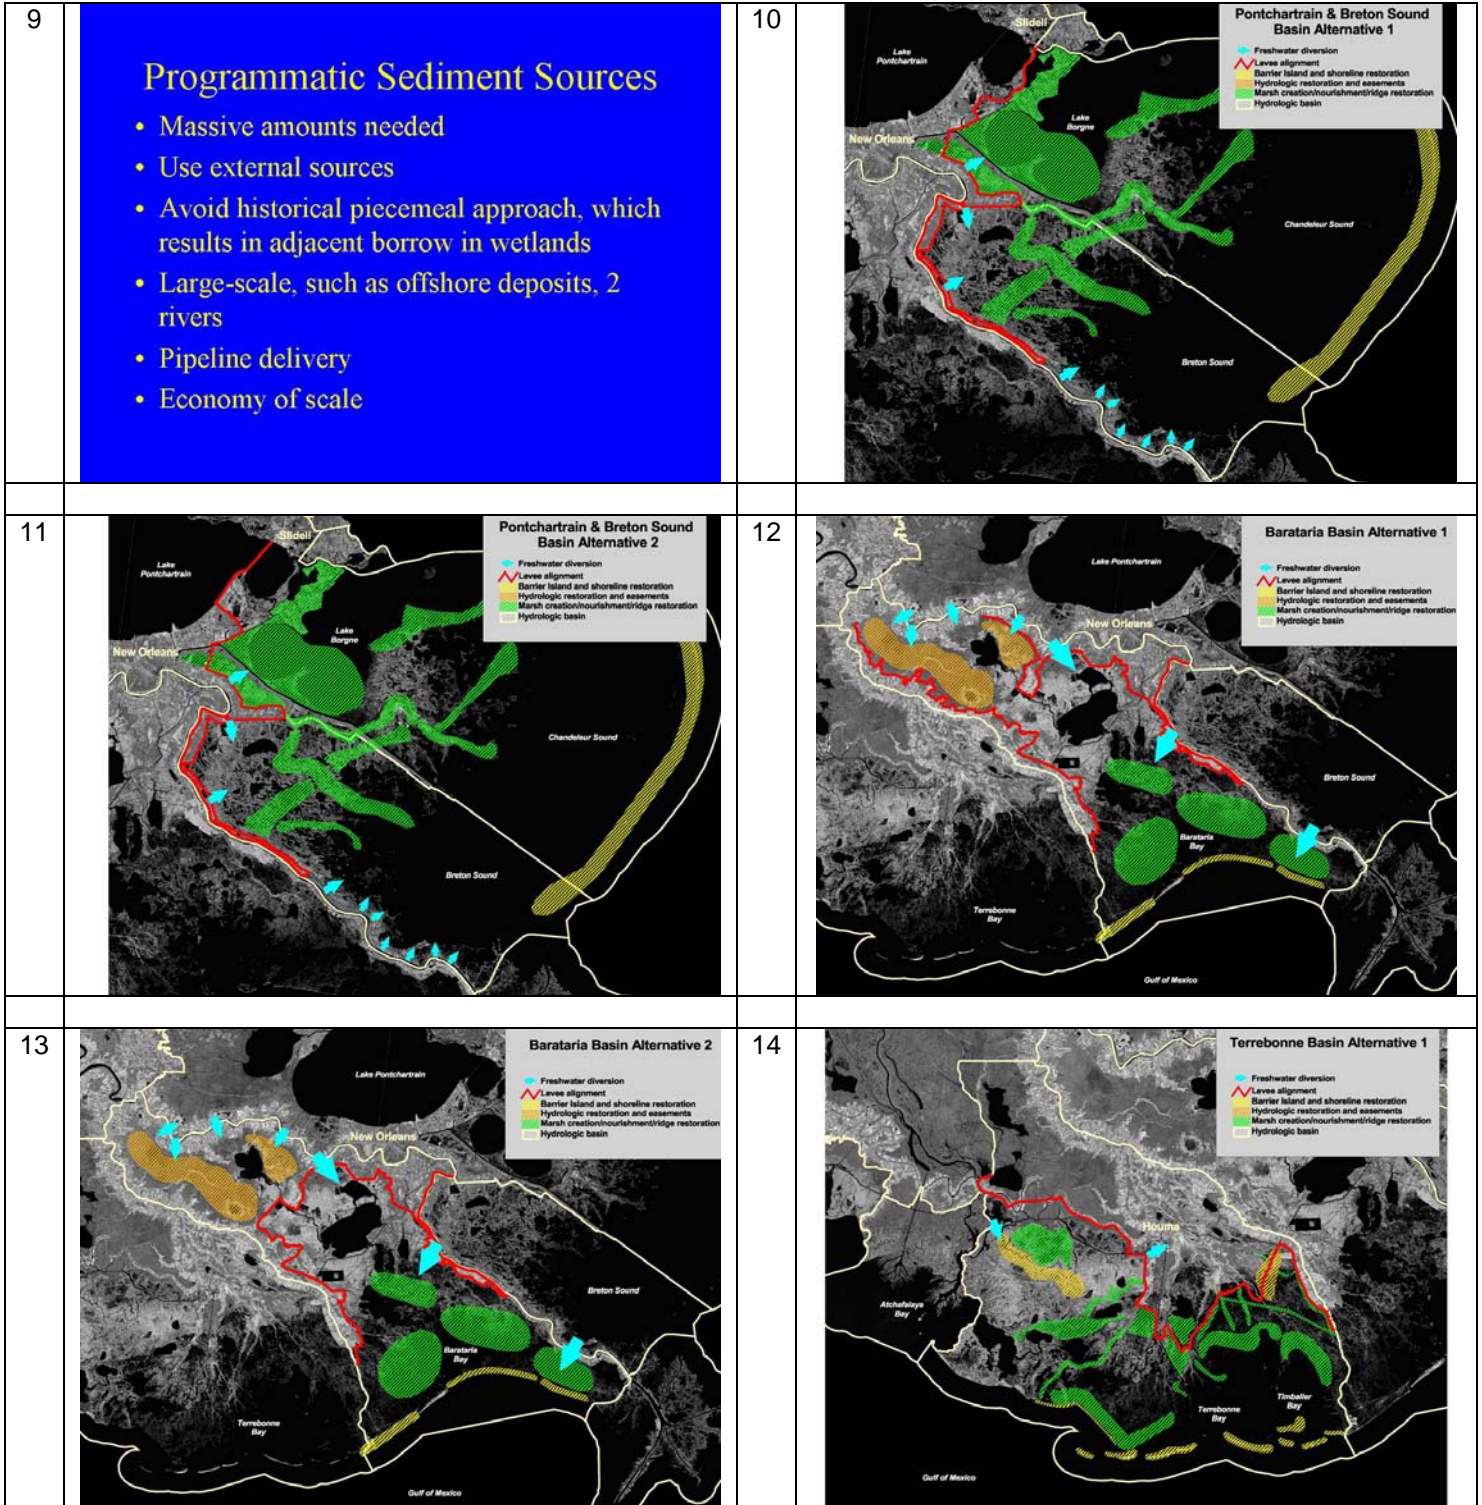 9
Programmatic Sediment Sources
• Massive amounts needed
• Use external sources
• Avoid historical piecemeal approach, which
results in adjacent borrow in wetlands
• Large-scale, such as offshore deposits, 2
rivers
• Pipeline delivery
• Economy of scale
10
Pontchartrain & Breton Sound
Basin Alternative 1
Freshwater diversion
Levee alignment
Barrier Island and shoreline restoration
Hydrologic restoration and easements
Marsh creation/nourishment/ridge restoration
Hydrologic basin
Slidell
Lake
Pontchartrain
Lake
Borgne
New Orleans
Chandeleur Sound
Breton Sound
11
Pontchartrain & Breton Sound
Basin Alternative 2
Freshwater diversion
Levee alignment
Barrier Island and shoreline restoration
Hydrologic restoration and easements
Marsh creation/nourishment/ridge restoration
Hydrologic basin
Slidell
Lake
Pontchartrain
Lake
Borgne
New Orleans
Chandeleur Sound
Breton Sound
12
Barataria Basin Alternative 1
Freshwater diversion
Levee alignment
Barrier Island and shoreline restoration
Hydrologic restoration and easements
Marsh creation/nourishment/ridge restoration
Hydrologic basin
Lake Pontchartrain
New Orleans
Breton Sound
Barataria
Bay
Terrebonne
Bay
Gulf of Mexico
13
Barataria Basin Alternative 2
Freshwater diversion
Levee alignment
Barrier Island and shoreline restoration
Hydrologic restoration and easements
Marsh creation/nourishment/ridge restoration
Hydrologic basin
Lake Pontchartrain
New Orleans
Breton Sound
Barataria
Bay
Terrebonne
Bay
Gulf of Mexico
14
Terrebonne Basin Alternative 1
Freshwater diversion
Levee alignment
Barrier Island and shoreline restoration
Hydrologic restoration and easements
Marsh creation/nourishment/ridge restoration
Hydrologic basin
Houma
Atchafalaya
Bay
Timbalier
Bay
Terrebonne
Bay
Gulf of Mexico